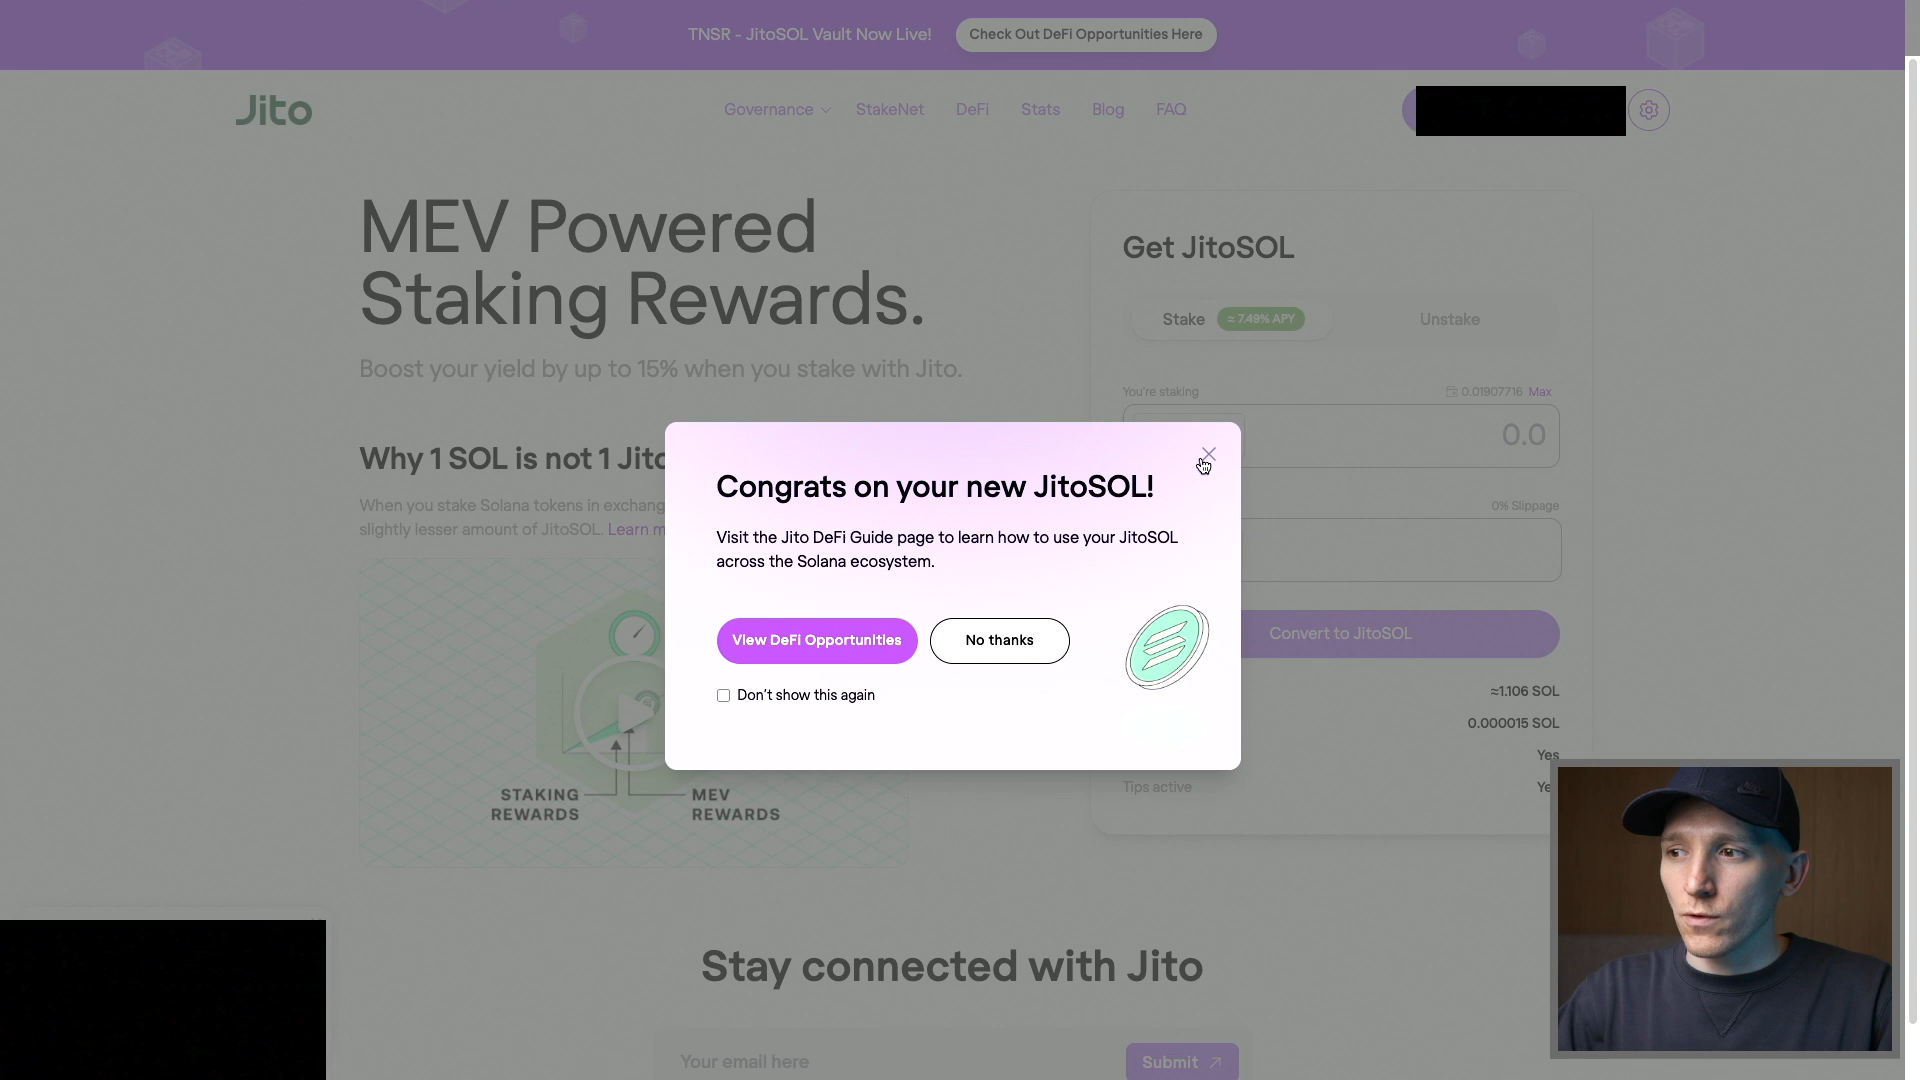 TNSR - JitoSOL Vault Now Live!
Check Out DeFi Opportunities Here
Jito
Governance
StakeNet
DeFi
Stats
Blog
FAQ
MEV Powered
Staking Rewards.
Boost your yield by up to 15% when you stake with Jito.
Why 1 SOL is not 1 Jito
When you stake Solana tokens in exchang
slightly lesser amount of JitoSOL. Learn m
STAKING
REWARDS
MEV
REWARDS
Get JitoSOL
Stake
≈ 7.49% APY
Unstake
You're staking
0.01907716 Max
0.0
0% Slippage
Convert to JitoSOL
≈1.106 SOL
0.000015 SOL
Yes
Tips active
Ye
Congrats on your new JitoSOL!
Visit the Jito DeFi Guide page to learn how to use your JitoSOL
across the Solana ecosystem.
View DeFi Opportunities
No thanks
Don't show this again
Stay connected with Jito
Your email here
Submit